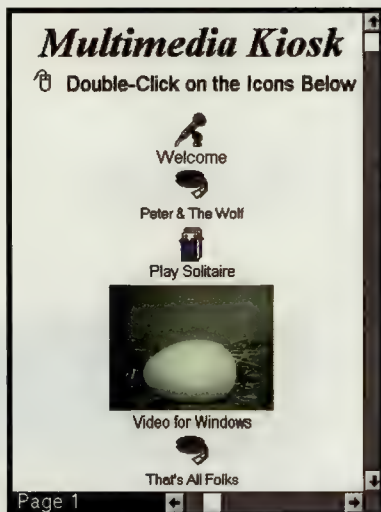 Multimedia Kiosk
Double-Click on the Icons Below
Welcome
Peter & The Wolf
Play Solitaire
Video for Windows
That's All Folks
Page 1